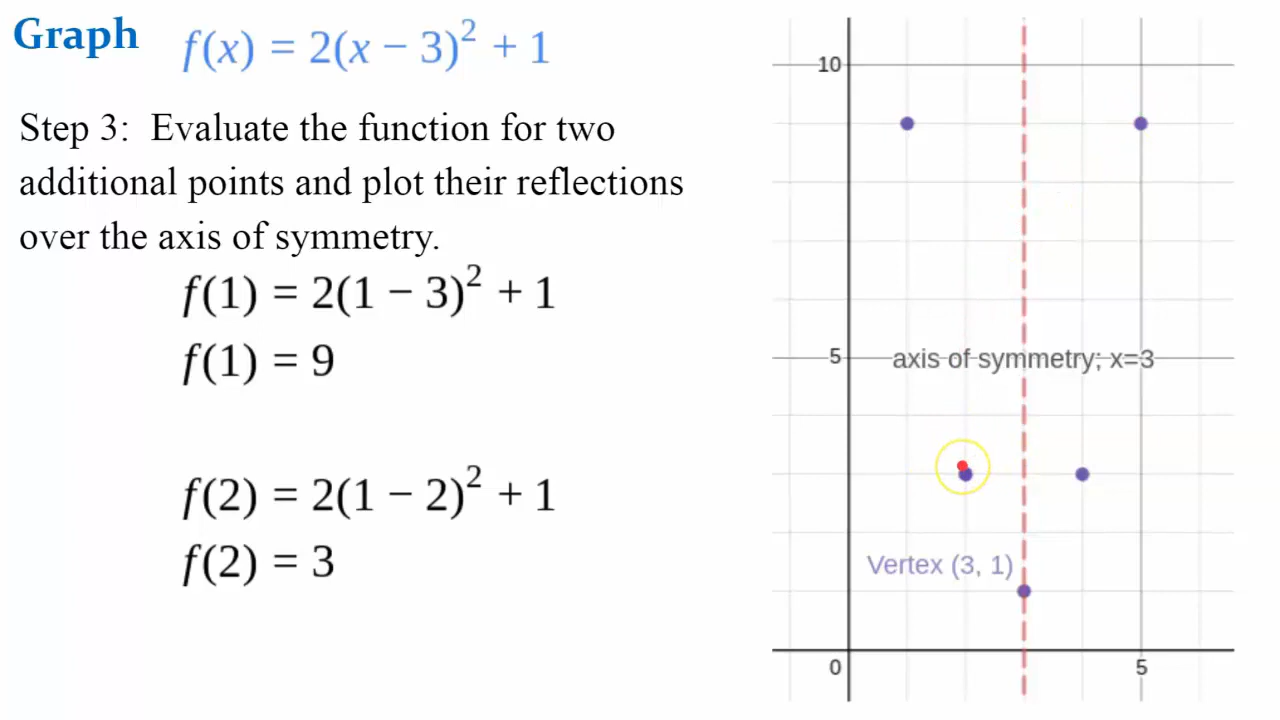 Graph f(x) = 2(x − 3)² + 1
Step 3: Evaluate the function for two
additional points and plot their reflections
over the axis of symmetry.
f(1) = 2(1 − 3)² + 1
f(1) = 9
f(2) = 2(1 − 2)² + 1
f(2) = 3
10
5
axis of symmetry; x=3
Vertex (3, 1)
0
5